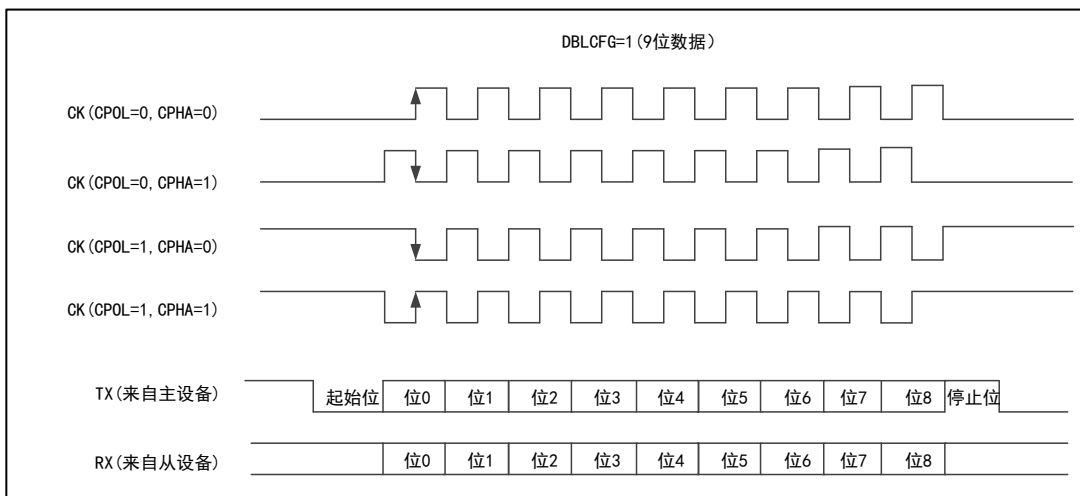 DBLCFG=1(9位数据)
CK(CPOL=0,CPHA=0)
CK(CPOL=0,CPHA=1)
CK(CPOL=1,CPHA=0)
CK(CPOL=1,CPHA=1)
TX(来自主设备) 起始位 位0 位1 位2 位3 位4 位5 位6 位7 位8 停止位
RX(来自从设备) 位0 位1 位2 位3 位4 位5 位6 位7 位8